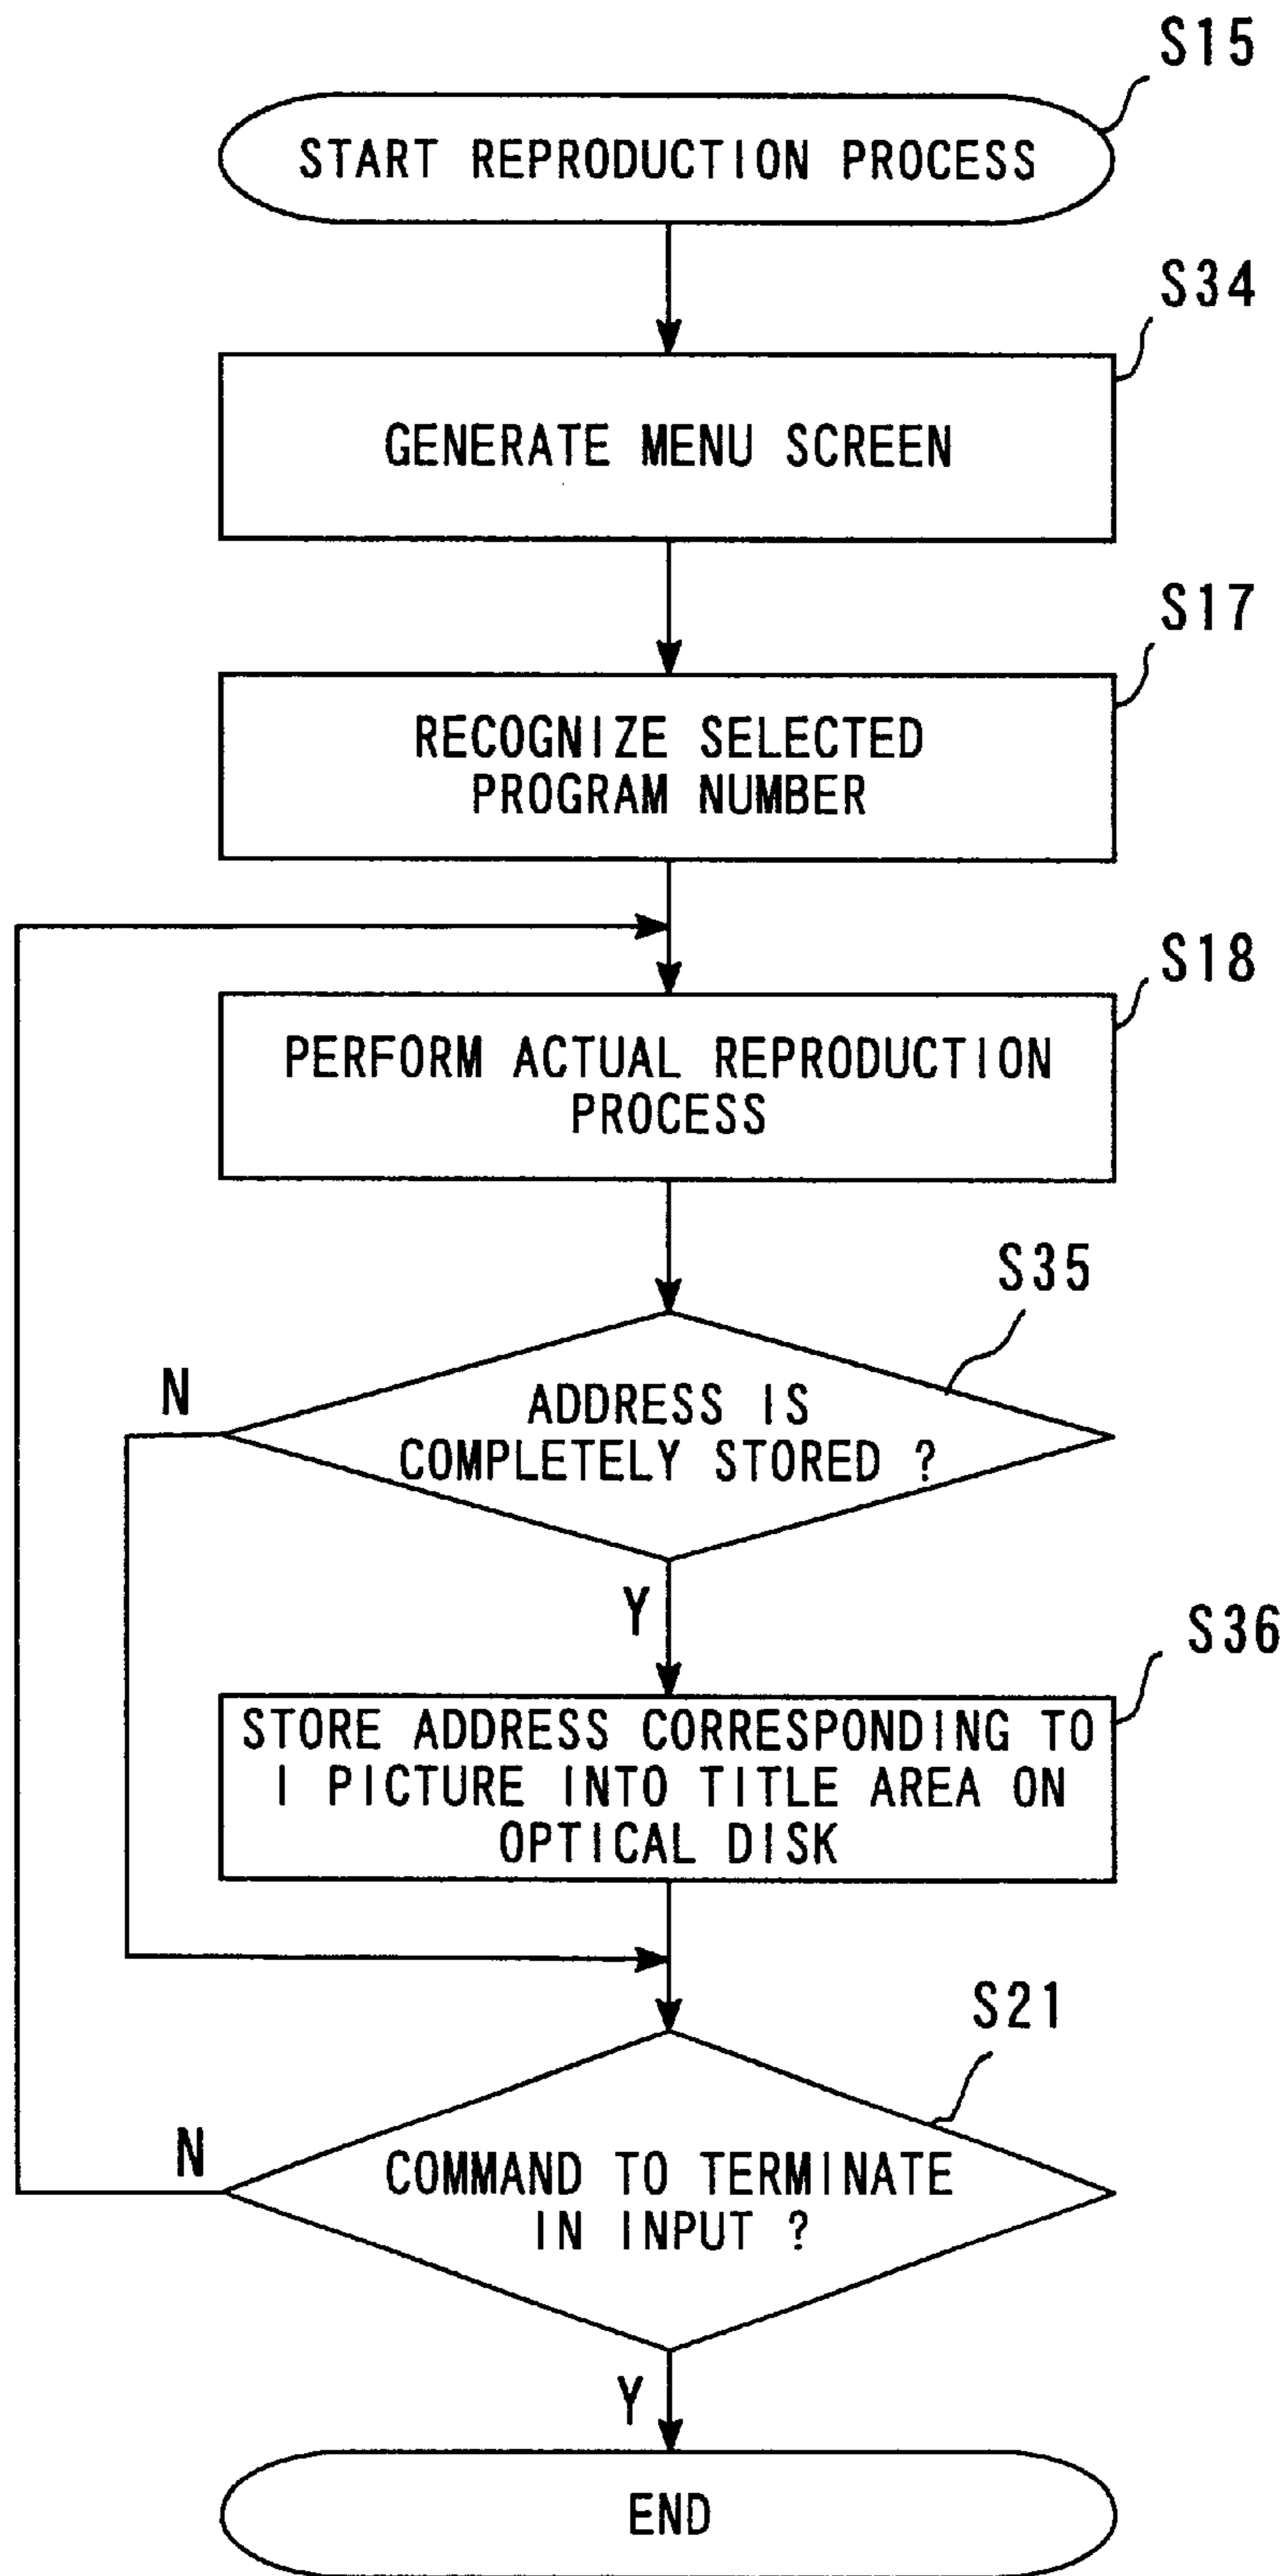 S15
START REPRODUCTION PROCESS
S34
GENERATE MENU SCREEN
S17
RECOGNIZE SELECTED
PROGRAM NUMBER
S18
PERFORM ACTUAL REPRODUCTION
PROCESS
S35
N
ADDRESS IS
COMPLETELY STORED ?
Y
S36
STORE ADDRESS CORRESPONDING TO
I PICTURE INTO TITLE AREA ON
OPTICAL DISK
S21
N
COMMAND TO TERMINATE
IN INPUT ?
Y
END